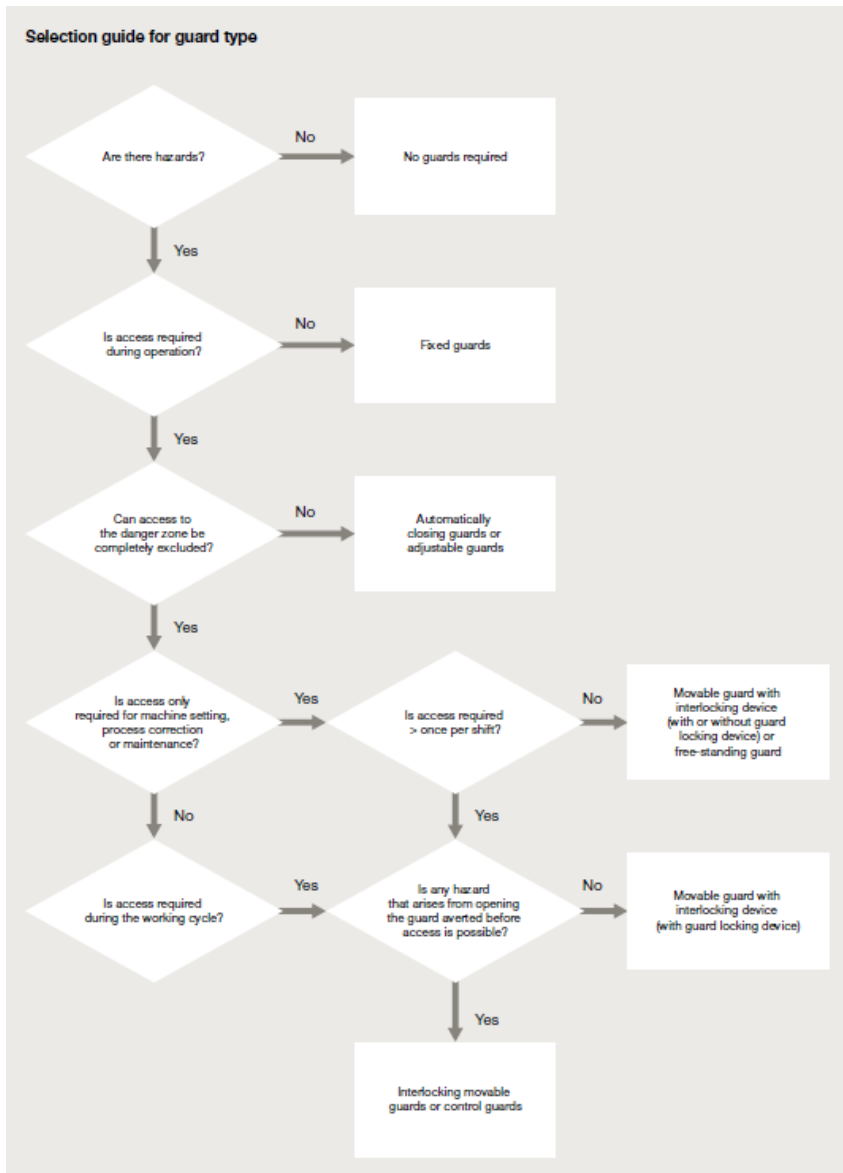 Selection guide for guard type
Are there hazards?
No
No guards required
Yes
Is access required
during operation?
No
Fixed guards
Yes
Can access to
the danger zone be
completely excluded?
No
Automatically
closing guards or
adjustable guards
Yes
Is access only
required for machine setting,
process correction
or maintenance?
Yes
Is access required
> once per shift?
No
Movable guard with
interlocking device
(with or without guard
locking device) or
free-standing guard
No
Yes
Is access required
during the working cycle?
Yes
Is any hazard
that arises from opening
the guard averted before
access is possible?
No
Movable guard with
interlocking device
(with guard locking device)
Yes
Interlocking movable
guards or control guards